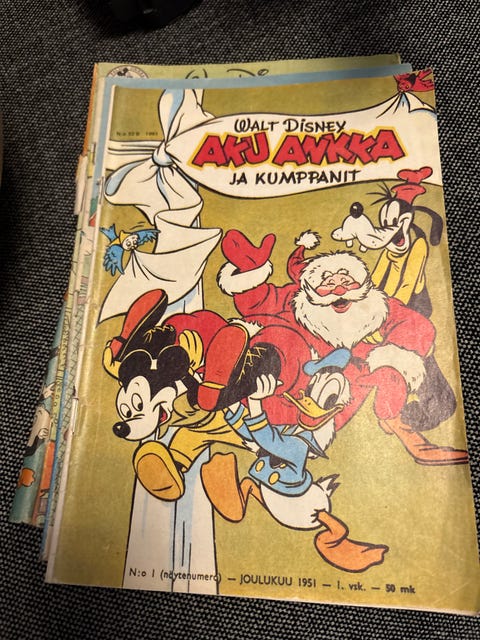 WALT DISNEY
AKU ANKKA
JA KUMPPANIT
N:o 1 (näytenumero) — JOULUKUU 1951 — 1. vsk. — 50 mk